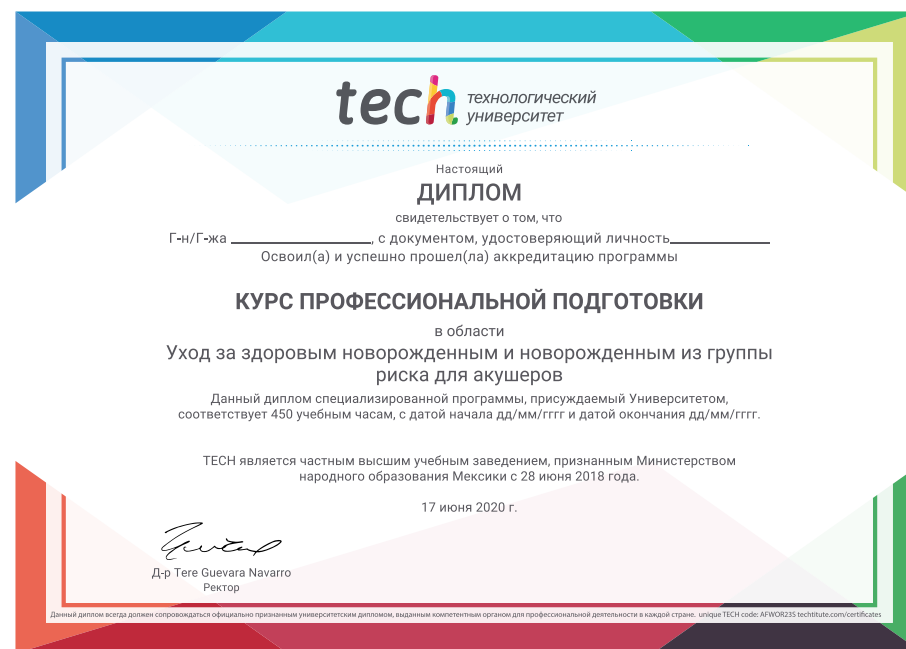 tech технологический
университет
Настоящий
ДИПЛОМ
свидетельствует о том, что
Г-н/Г-жа ____________________, с документом, удостоверяющий личность______________
Освоил(а) и успешно прошел(ла) аккредитацию программы
КУРС ПРОФЕССИОНАЛЬНОЙ ПОДГОТОВКИ
в области
Уход за здоровым новорожденным и новорожденным из группы
риска для акушеров
Данный диплом специализированной программы, присуждаемый Университетом,
соответствует 450 учебным часам, с датой начала дд/мм/гггг и датой окончания дд/мм/гггг.
TECH является частным высшим учебным заведением, признанным Министерством
народного образования Мексики с 28 июня 2018 года.
17 июня 2020 г.
Д-р Tere Guevara Navarro
Ректор
Данный диплом всегда должен сопровождаться официально признанным университетским дипломом, выданным компетентным органом для профессиональной деятельности в каждой стране. unique TECH code: AFWOR23S techtitute.com/certificates